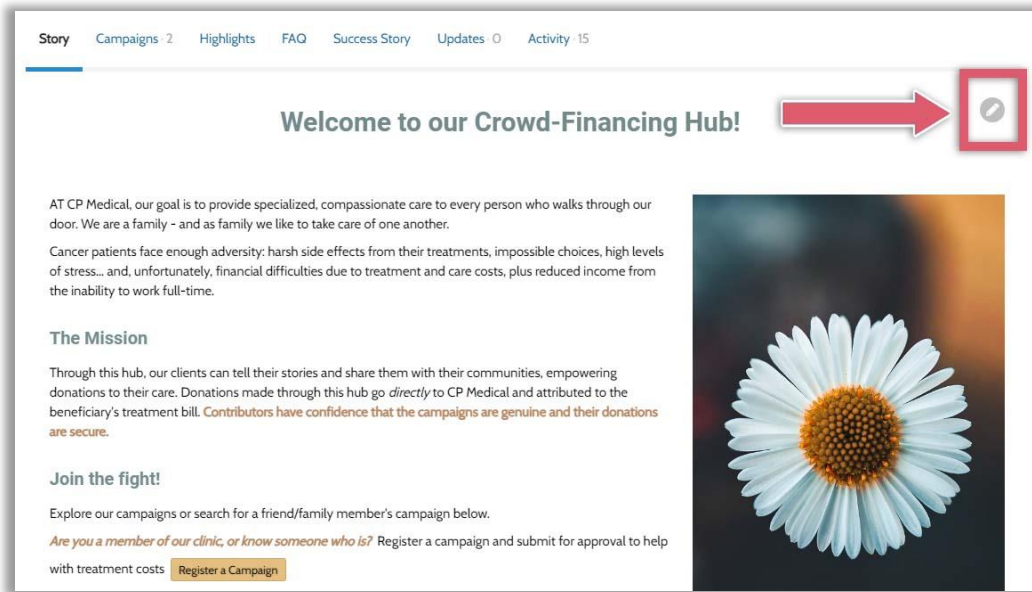 Story Campaigns · 2 Highlights FAQ Success Story Updates · 0 Activity · 15
Welcome to our Crowd-Financing Hub!
AT CP Medical, our goal is to provide specialized, compassionate care to every person who walks through our
door. We are a family - and as family we like to take care of one another.
Cancer patients face enough adversity: harsh side effects from their treatments, impossible choices, high levels
of stress... and, unfortunately, financial difficulties due to treatment and care costs, plus reduced income from
the inability to work full-time.
The Mission
Through this hub, our clients can tell their stories and share them with their communities, empowering
donations to their care. Donations made through this hub go directly to CP Medical and attributed to the
beneficiary's treatment bill. Contributors have confidence that the campaigns are genuine and their donations
are secure.
Join the fight!
Explore our campaigns or search for a friend/family member's campaign below.
Are you a member of our clinic, or know someone who is? Register a campaign and submit for approval to help
with treatment costs Register a Campaign